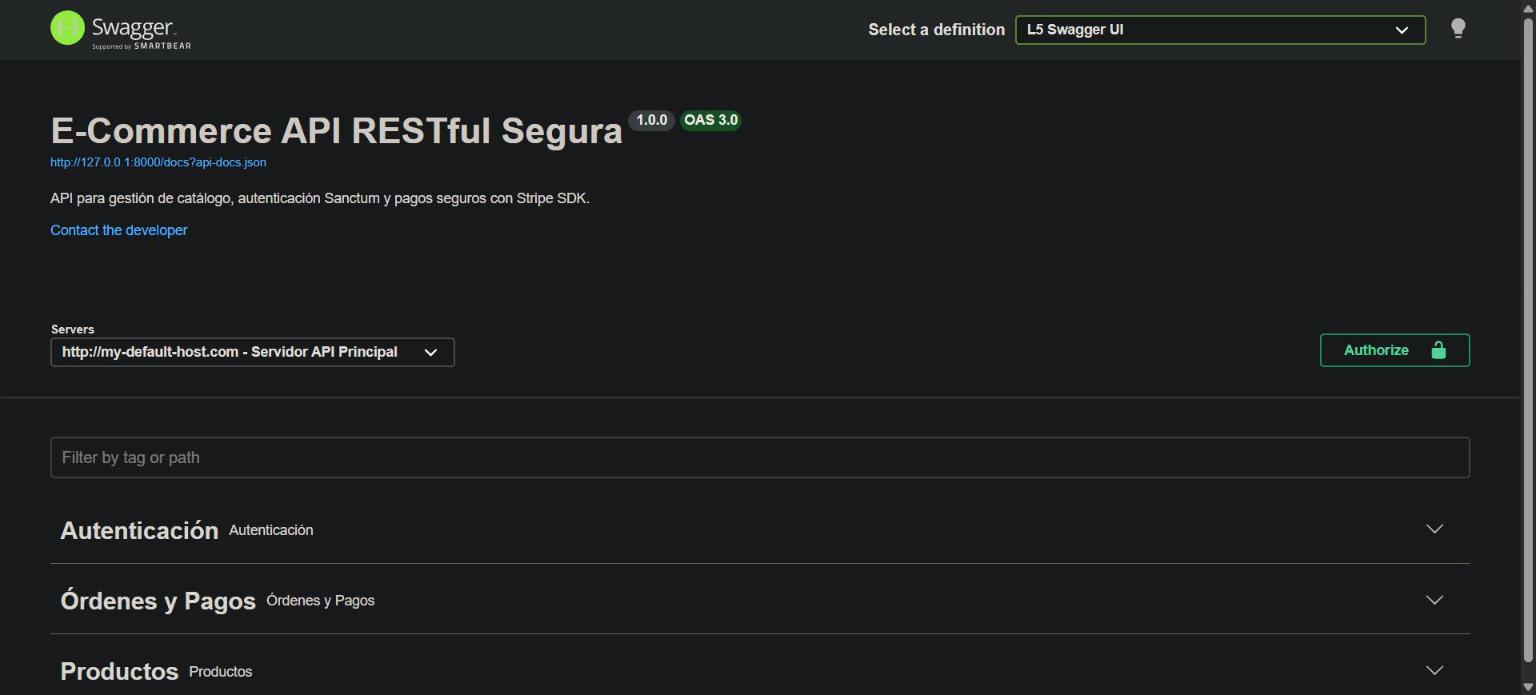 Swagger
Supported by SMARTBEAR
Select a definition
L5 Swagger UI
E-Commerce API RESTful Segura 1.0.0 OAS 3.0
http://127.0.0.1:8000/docs?api-docs.json
API para gestión de catálogo, autenticación Sanctum y pagos seguros con Stripe SDK.
Contact the developer
Servers
http://my-default-host.com - Servidor API Principal
Authorize
Filter by tag or path
Autenticación Autenticación
Órdenes y Pagos Órdenes y Pagos
Productos Productos